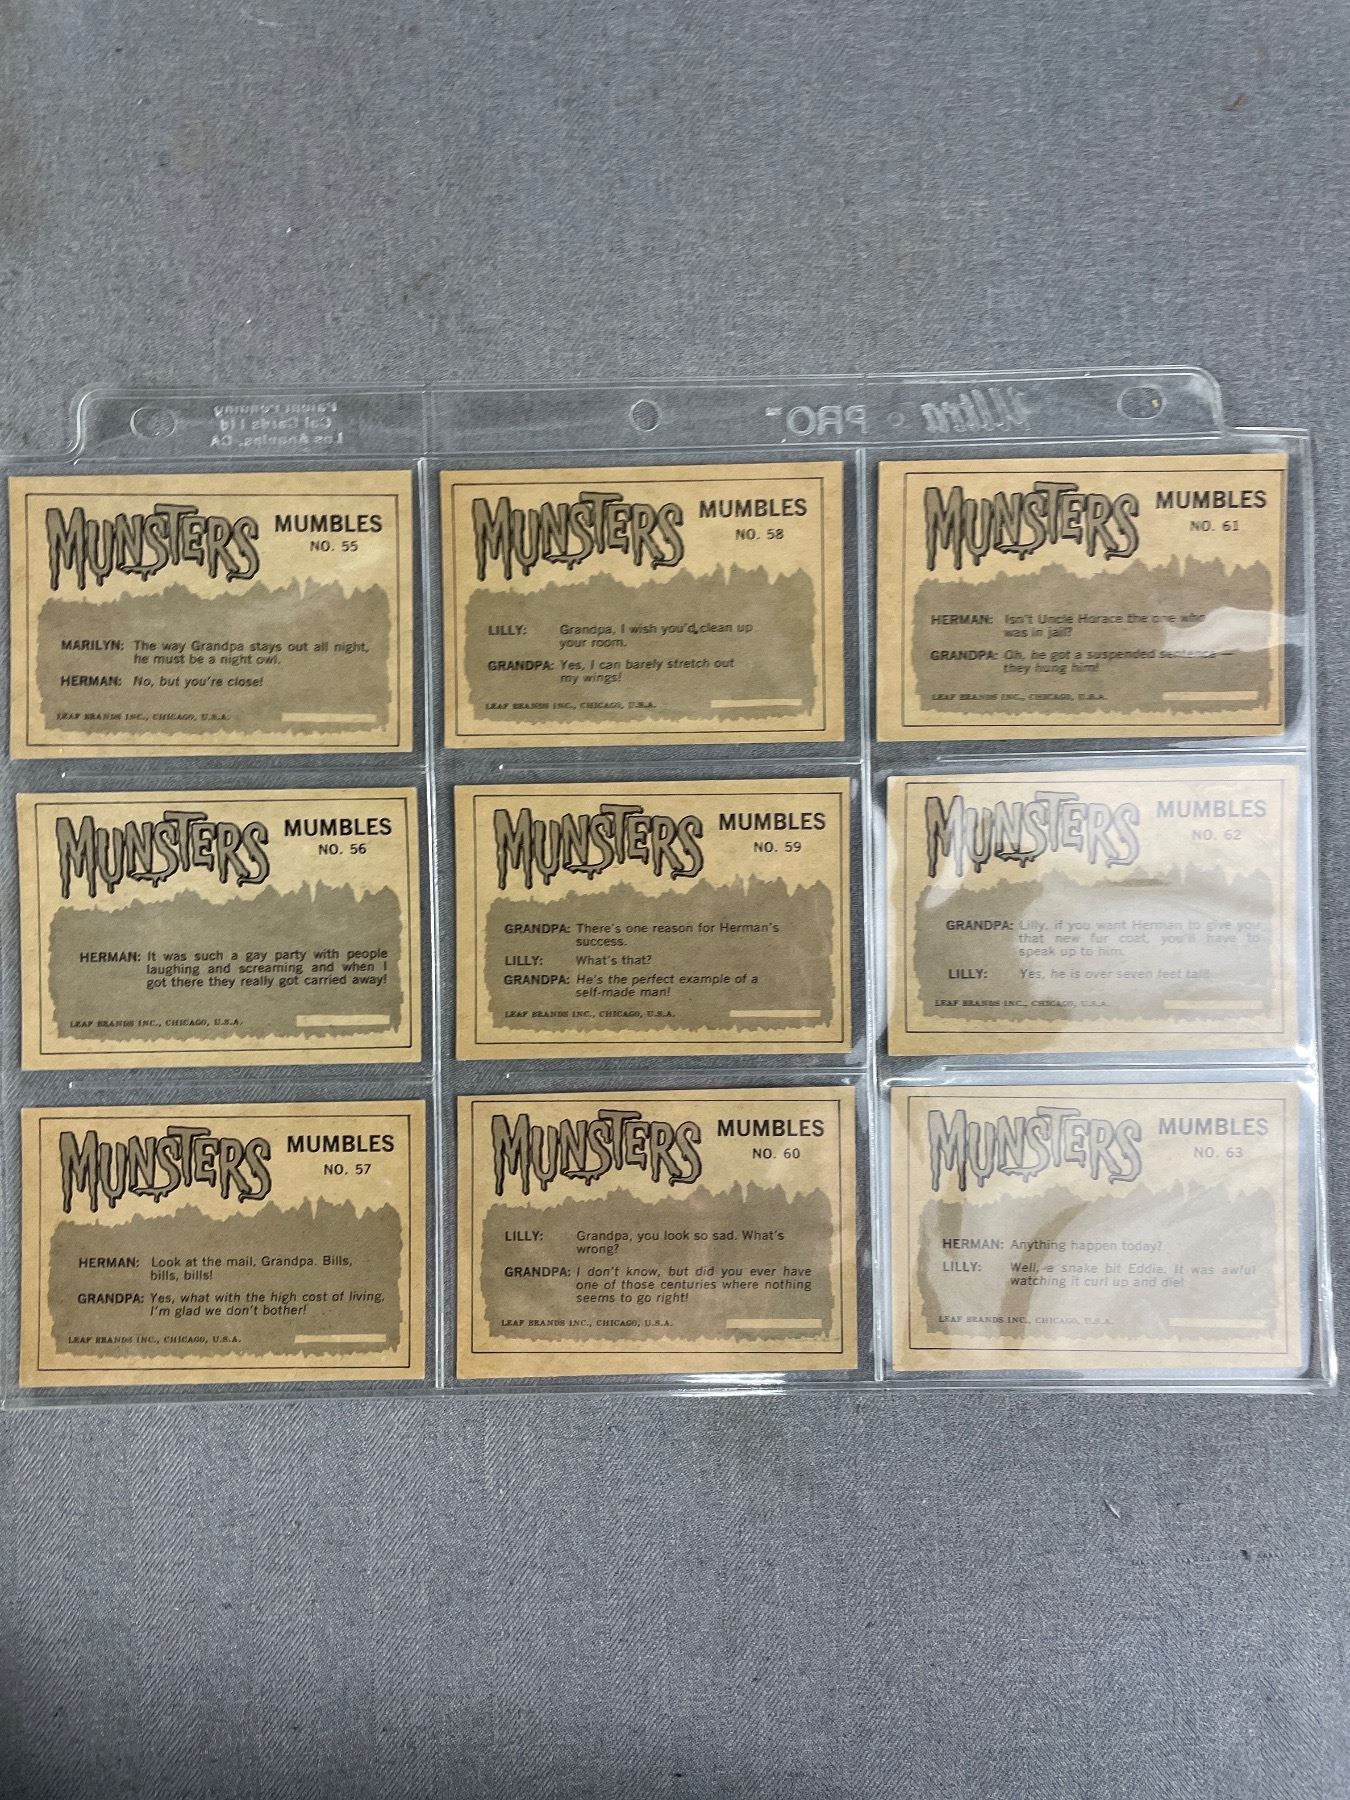 Patent Pending
Col Cards Ltd
Los Angeles, CA
Ultra • PRO™
MUNSTERS MUMBLES
NO. 55
MARILYN: The way Grandpa stays out all night,
he must be a night owl.
HERMAN: No, but you're close!
LEAF BRANDS INC., CHICAGO, U.S.A.
MUNSTERS MUMBLES
NO. 58
LILLY: Grandpa, I wish you'd clean up
your room.
GRANDPA: Yes, I can barely stretch out
my wings!
LEAF BRANDS INC., CHICAGO, U.S.A.
MUNSTERS MUMBLES
NO. 61
HERMAN: Isn't Uncle Horace the one who
was in jail?
GRANDPA: Oh, he got a suspended sentence —
they hung him!
LEAF BRANDS INC., CHICAGO, U.S.A.
MUNSTERS MUMBLES
NO. 56
HERMAN: It was such a gay party with people
laughing and screaming and when I
got there they really got carried away!
LEAF BRANDS INC., CHICAGO, U.S.A.
MUNSTERS MUMBLES
NO. 59
GRANDPA: There's one reason for Herman's
success.
LILLY: What's that?
GRANDPA: He's the perfect example of a
self-made man!
LEAF BRANDS INC., CHICAGO, U.S.A.
MUNSTERS MUMBLES
NO. 62
GRANDPA: Lilly, if you want Herman to give you
that new fur coat, you'll have to
speak up to him.
LILLY: Yes, he is over seven feet tall!
LEAF BRANDS INC., CHICAGO, U.S.A.
MUNSTERS MUMBLES
NO. 57
HERMAN: Look at the mail, Grandpa. Bills,
bills, bills!
GRANDPA: Yes, what with the high cost of living,
I'm glad we don't bother!
LEAF BRANDS INC., CHICAGO, U.S.A.
MUNSTERS MUMBLES
NO. 60
LILLY: Grandpa, you look so sad. What's
wrong?
GRANDPA: I don't know, but did you ever have
one of those centuries where nothing
seems to go right!
LEAF BRANDS INC., CHICAGO, U.S.A.
MUNSTERS MUMBLES
NO. 63
HERMAN: Anything happen today?
LILLY: Well, a snake bit Eddie. It was awful
watching it curl up and die!
LEAF BRANDS INC., CHICAGO, U.S.A.